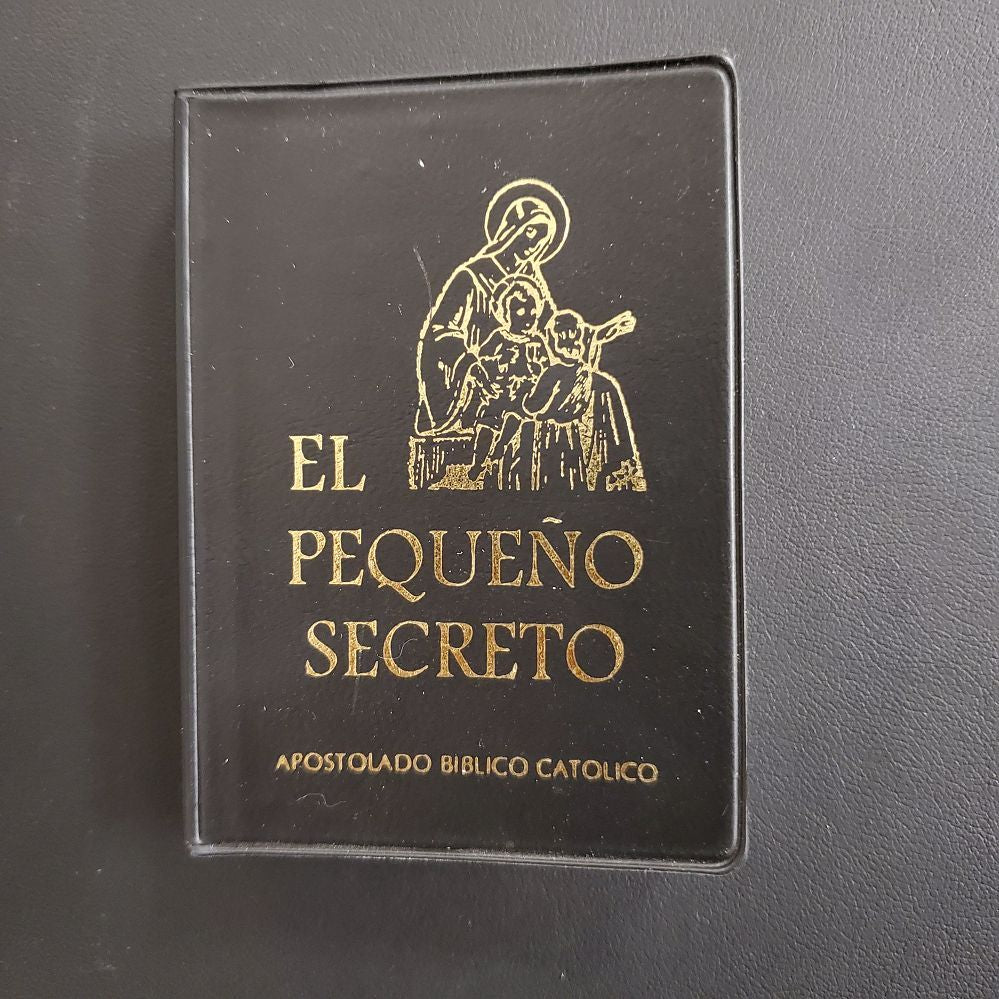 EL
PEQUEÑO
SECRETO
APOSTOLADO BIBLICO CATOLICO